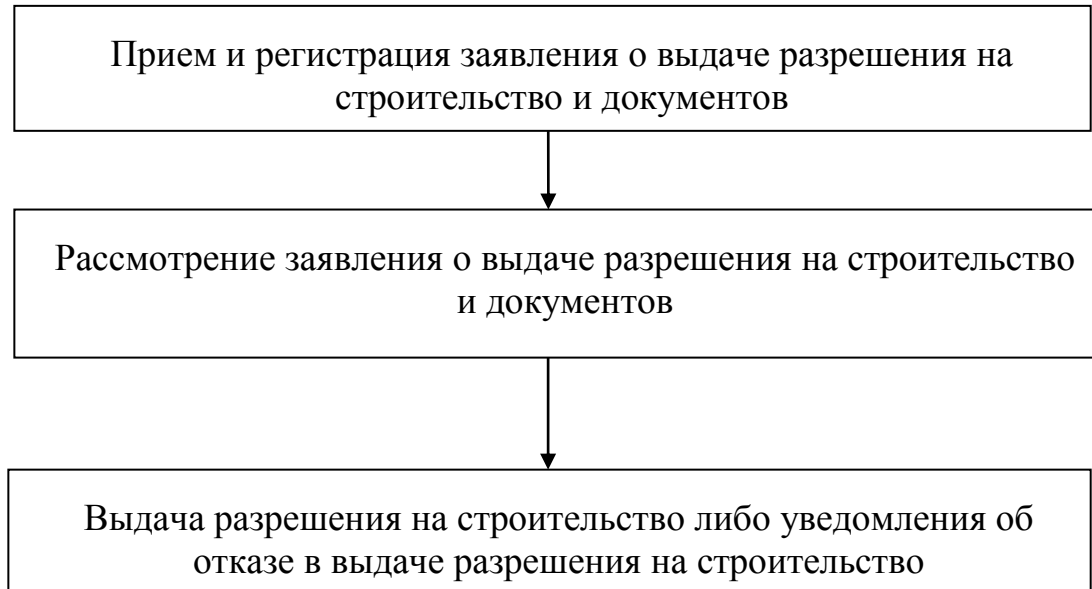 Прием и регистрация заявления о выдаче разрешения на
строительство и документов
Рассмотрение заявления о выдаче разрешения на строительство
и документов
Выдача разрешения на строительство либо уведомления об
отказе в выдаче разрешения на строительство